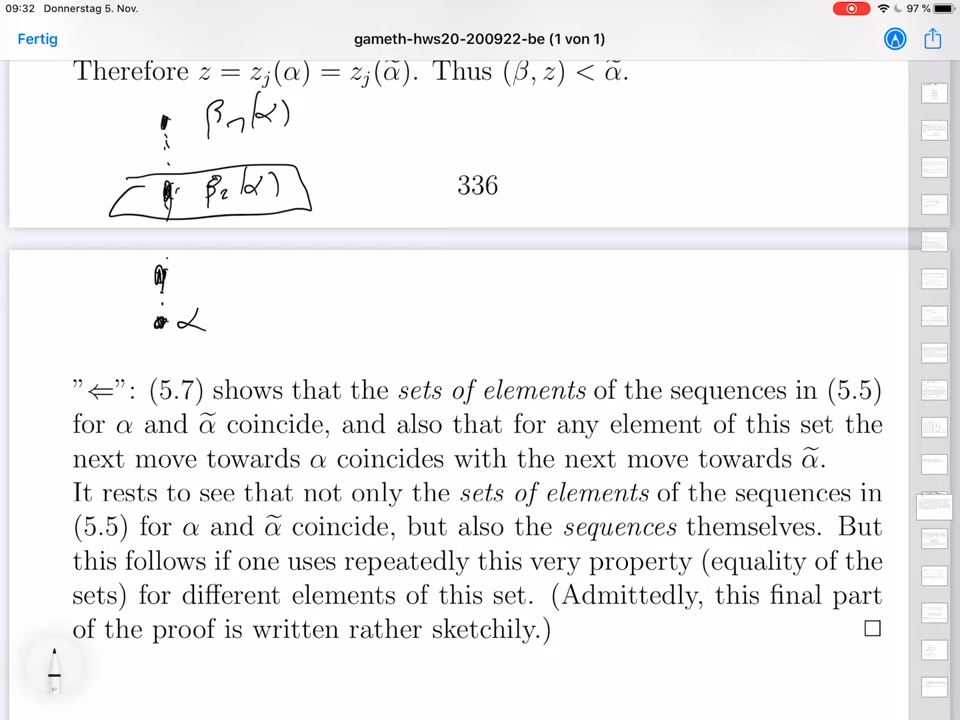 09:32 Donnerstag 5. Nov.
97 %
Fertig
gameth-hws20-200922-be (1 von 1)
Therefore z = z_j(α) = z_j(α̃). Thus (β, z) < α̃.
β₁(α)
β₂(α)
336
α
"⇐": (5.7) shows that the sets of elements of the sequences in (5.5)
for α and α̃ coincide, and also that for any element of this set the
next move towards α coincides with the next move towards α̃.
It rests to see that not only the sets of elements of the sequences in
(5.5) for α and α̃ coincide, but also the sequences themselves. But
this follows if one uses repeatedly this very property (equality of the
sets) for different elements of this set. (Admittedly, this final part
of the proof is written rather sketchily.) □